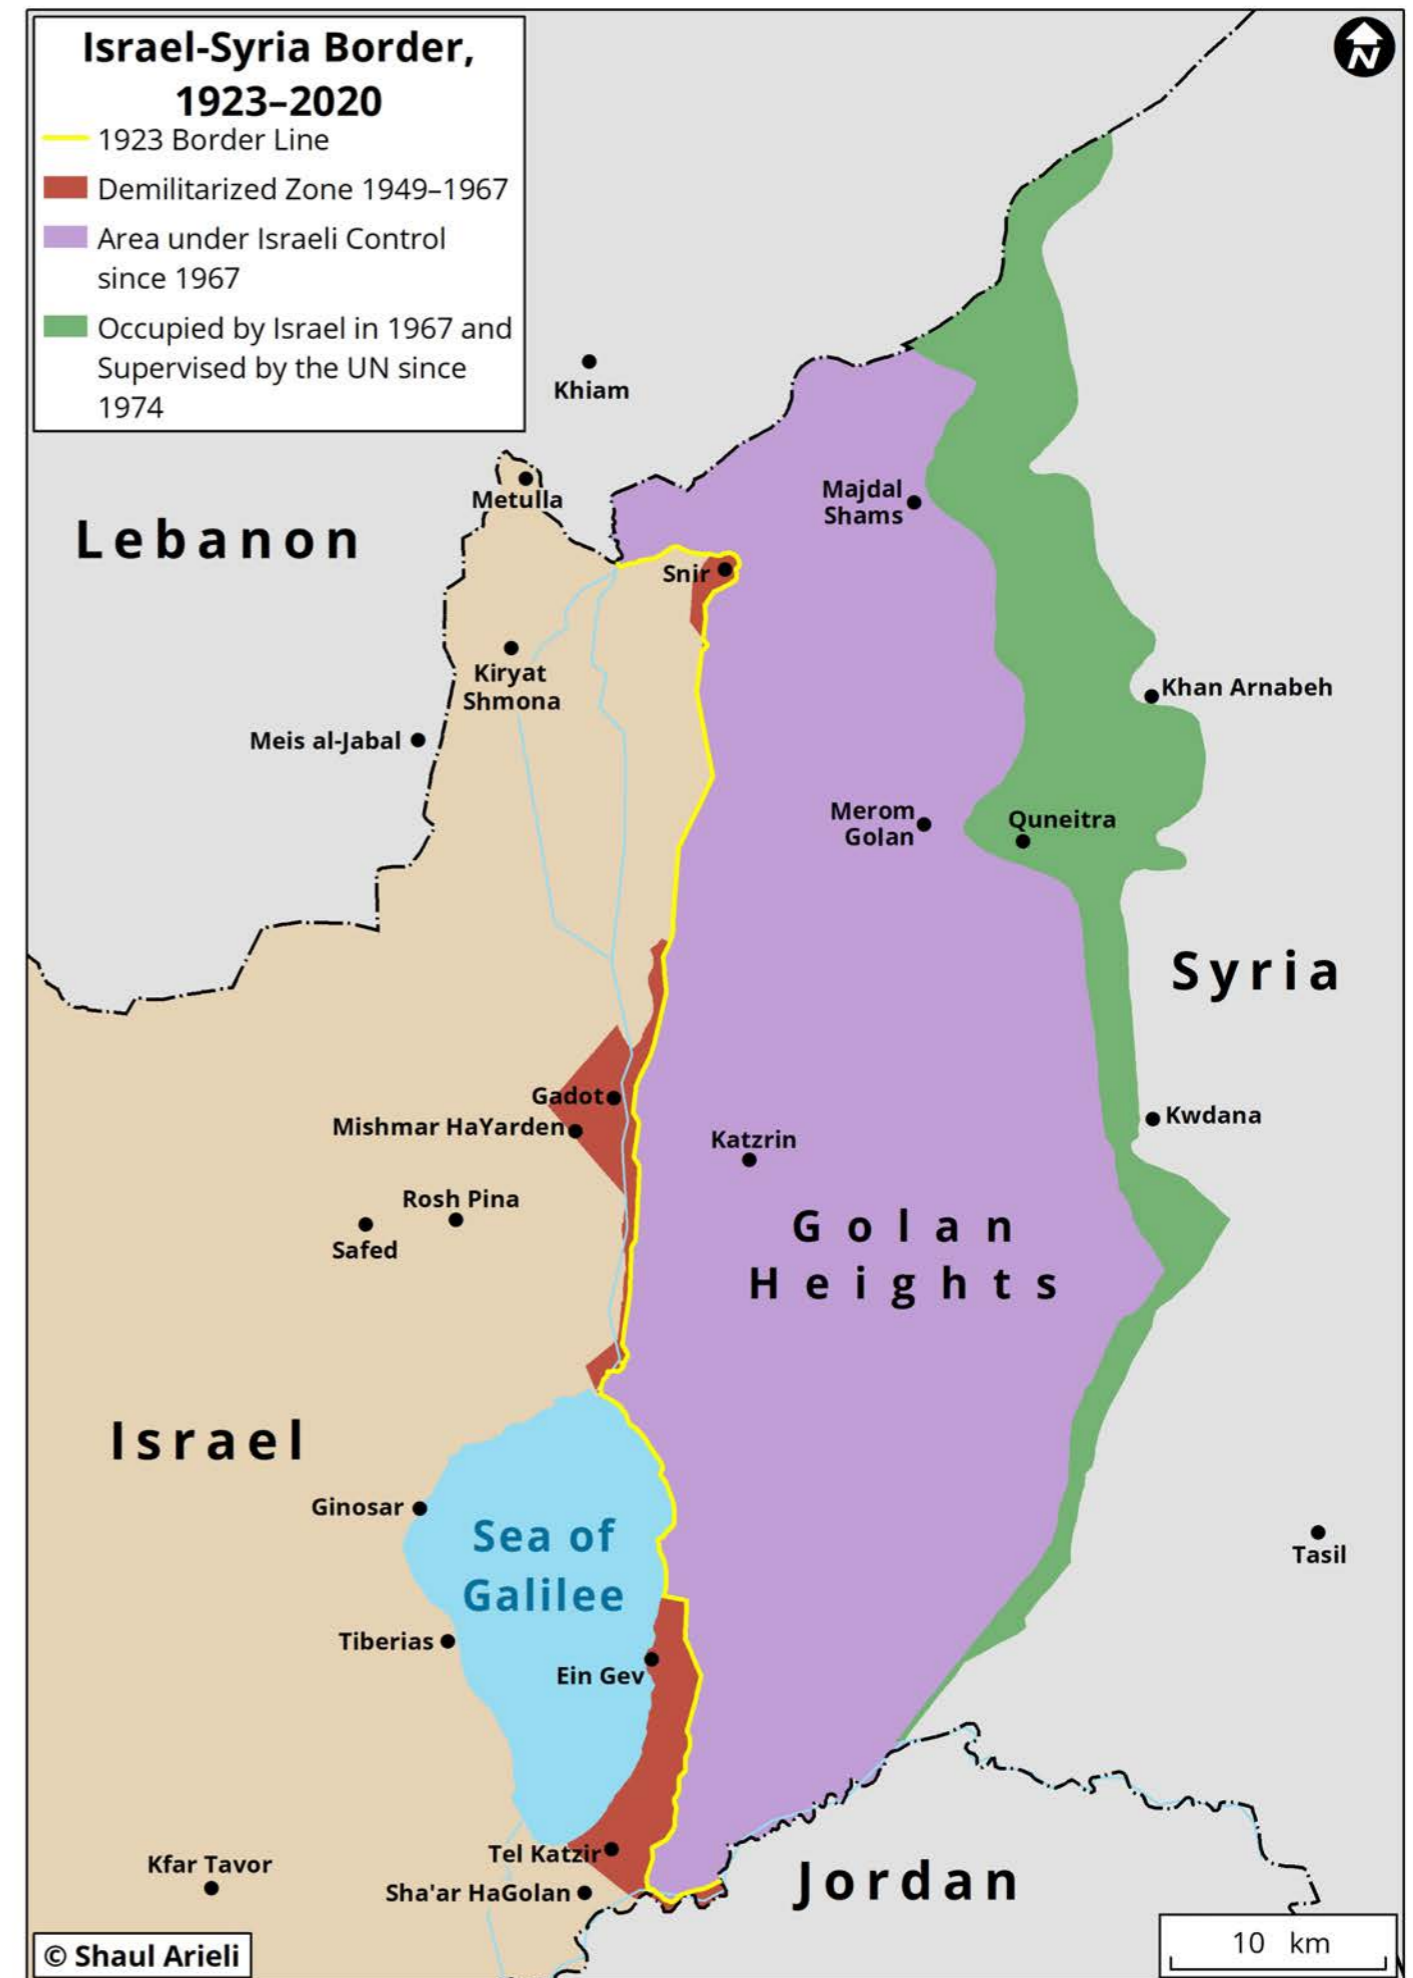 Israel-Syria Border,
1923–2020
1923 Border Line
Demilitarized Zone 1949–1967
Area under Israeli Control
since 1967
Occupied by Israel in 1967 and
Supervised by the UN since
1974
N
Khiam
Metulla
Lebanon
Majdal
Shams
Snir
Kiryat
Shmona
Khan Arnabeh
Meis al-Jabal
Merom
Golan
Quneitra
Syria
Gadot
Mishmar HaYarden
Kwdana
Katzrin
Rosh Pina
Safed
Golan
Heights
Israel
Ginosar
Sea of
Galilee
Tasil
Tiberias
Ein Gev
Tel Katzir
Kfar Tavor
Sha'ar HaGolan
Jordan
10 km
© Shaul Arieli